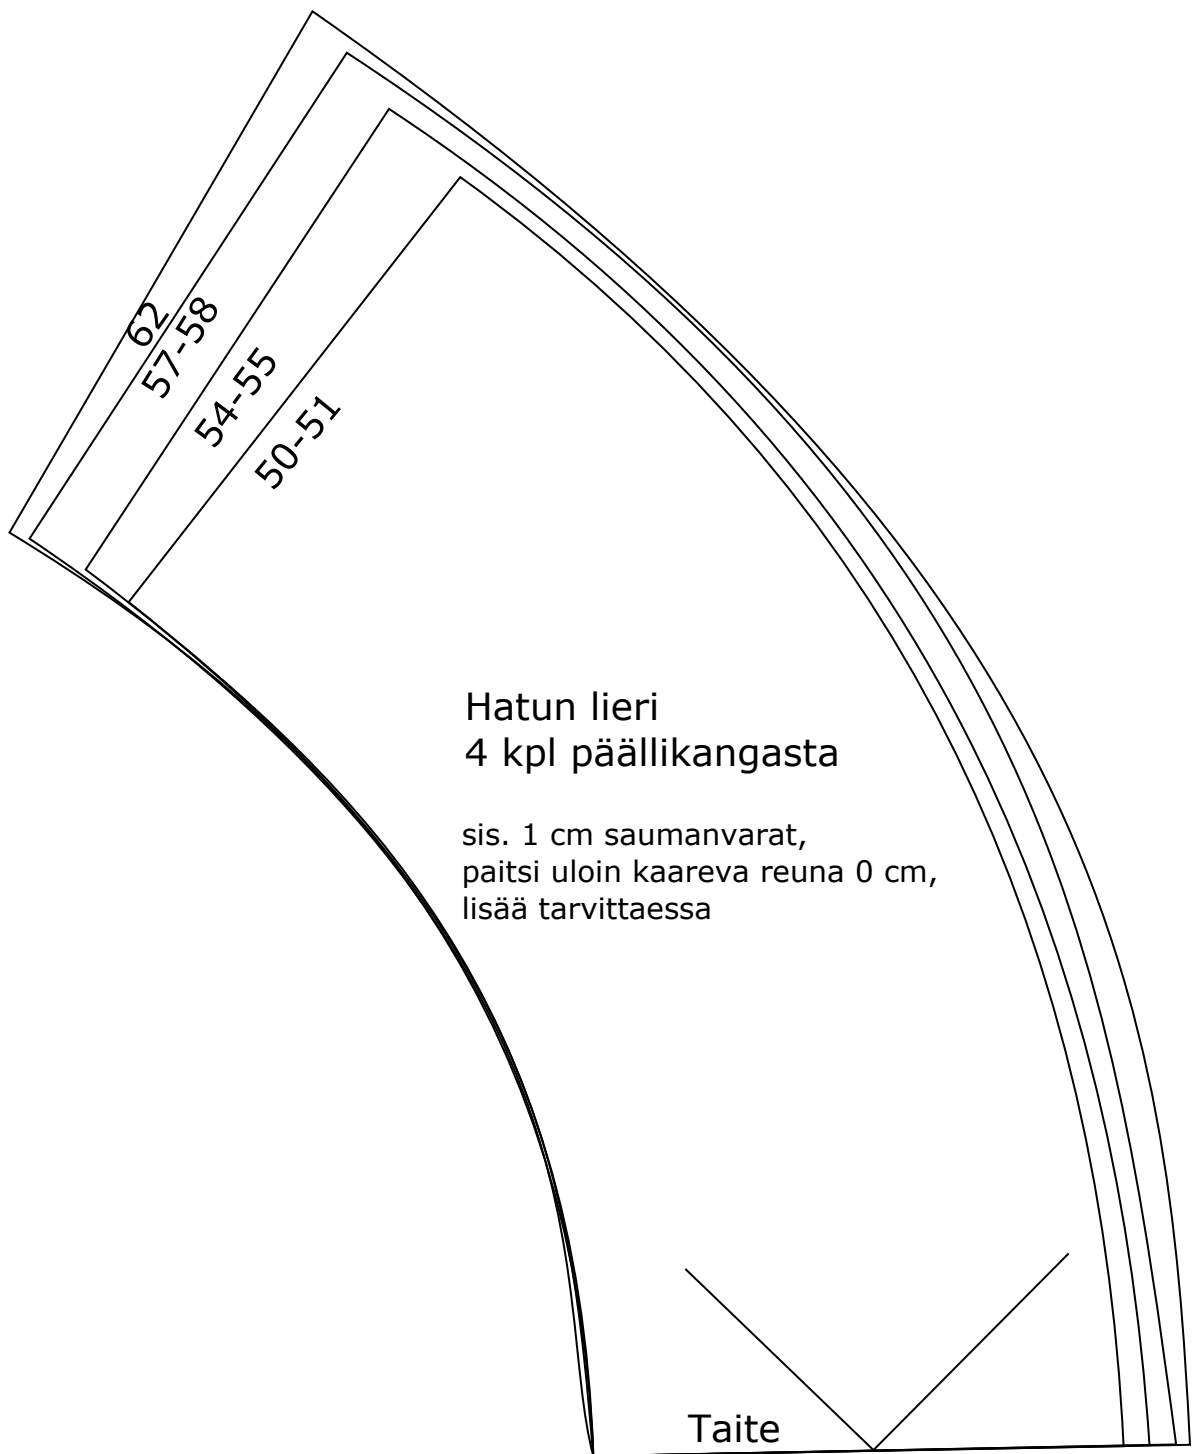 62
57-58
54-55
50-51
Hatun lieri
4 kpl päällikangasta
sis. 1 cm saumanvarat,
paitsi uloin kaareva reuna 0 cm,
lisää tarvittaessa
Taite